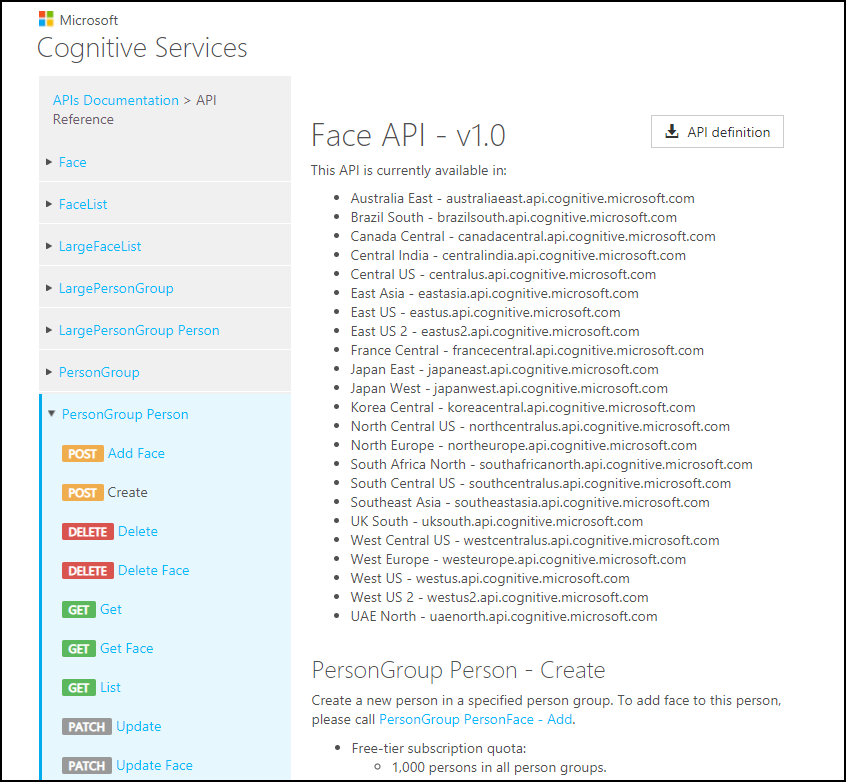 Microsoft
Cognitive Services
APIs Documentation > API
Reference
Face
FaceList
LargeFaceList
LargePersonGroup
LargePersonGroup Person
PersonGroup
PersonGroup Person
POST Add Face
POST Create
DELETE Delete
DELETE Delete Face
GET Get
GET Get Face
GET List
PATCH Update
PATCH Update Face
Face API - v1.0
API definition
This API is currently available in:
Australia East - australiaeast.api.cognitive.microsoft.com
Brazil South - brazilsouth.api.cognitive.microsoft.com
Canada Central - canadacentral.api.cognitive.microsoft.com
Central India - centralindia.api.cognitive.microsoft.com
Central US - centralus.api.cognitive.microsoft.com
East Asia - eastasia.api.cognitive.microsoft.com
East US - eastus.api.cognitive.microsoft.com
East US 2 - eastus2.api.cognitive.microsoft.com
France Central - francecentral.api.cognitive.microsoft.com
Japan East - japaneast.api.cognitive.microsoft.com
Japan West - japanwest.api.cognitive.microsoft.com
Korea Central - koreacentral.api.cognitive.microsoft.com
North Central US - northcentralus.api.cognitive.microsoft.com
North Europe - northeurope.api.cognitive.microsoft.com
South Africa North - southafricanorth.api.cognitive.microsoft.com
South Central US - southcentralus.api.cognitive.microsoft.com
Southeast Asia - southeastasia.api.cognitive.microsoft.com
UK South - uksouth.api.cognitive.microsoft.com
West Central US - westcentralus.api.cognitive.microsoft.com
West Europe - westeurope.api.cognitive.microsoft.com
West US - westus.api.cognitive.microsoft.com
West US 2 - westus2.api.cognitive.microsoft.com
UAE North - uaenorth.api.cognitive.microsoft.com
PersonGroup Person - Create
Create a new person in a specified person group. To add face to this person,
please call PersonGroup PersonFace - Add.
Free-tier subscription quota:
1,000 persons in all person groups.